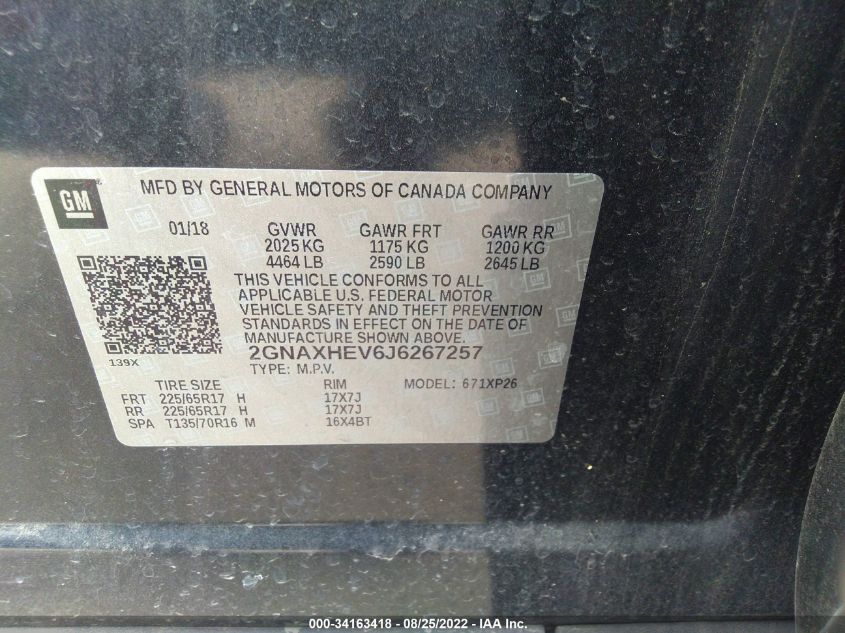 GM
MFD BY GENERAL MOTORS OF CANADA COMPANY
01/18 GVWR GAWR FRT GAWR RR
2025 KG 1175 KG 1200 KG
4464 LB 2590 LB 2645 LB
THIS VEHICLE CONFORMS TO ALL
APPLICABLE U.S. FEDERAL MOTOR
VEHICLE SAFETY AND THEFT PREVENTION
STANDARDS IN EFFECT ON THE DATE OF
MANUFACTURE SHOWN ABOVE.
139X
2GNAXHEV6J6267257
TYPE: M.P.V.
TIRE SIZE RIM MODEL: 671XP26
FRT 225/65R17 H 17X7J
RR 225/65R17 H 17X7J
SPA T135/70R16 M 16X4BT
000-34163418 - 08/25/2022 - IAA Inc.